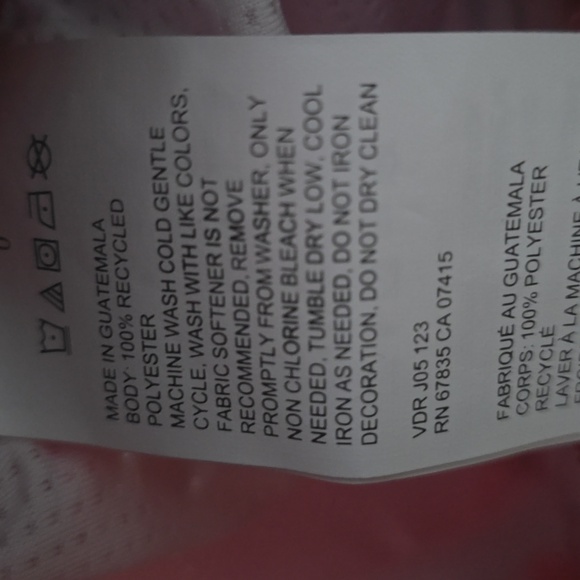 MADE IN GUATEMALA
BODY: 100% RECYCLED
POLYESTER
MACHINE WASH COLD GENTLE
CYCLE, WASH WITH LIKE COLORS,
FABRIC SOFTENER IS NOT
RECOMMENDED, REMOVE
PROMPTLY FROM WASHER, ONLY
NON CHLORINE BLEACH WHEN
NEEDED, TUMBLE DRY LOW, COOL
IRON AS NEEDED, DO NOT IRON
DECORATION, DO NOT DRY CLEAN
VDR J05 123
RN 67835 CA 07415
FABRIQUÉ AU GUATEMALA
CORPS: 100% POLYESTER
RECYCLÉ
LAVER À LA MACHINE À